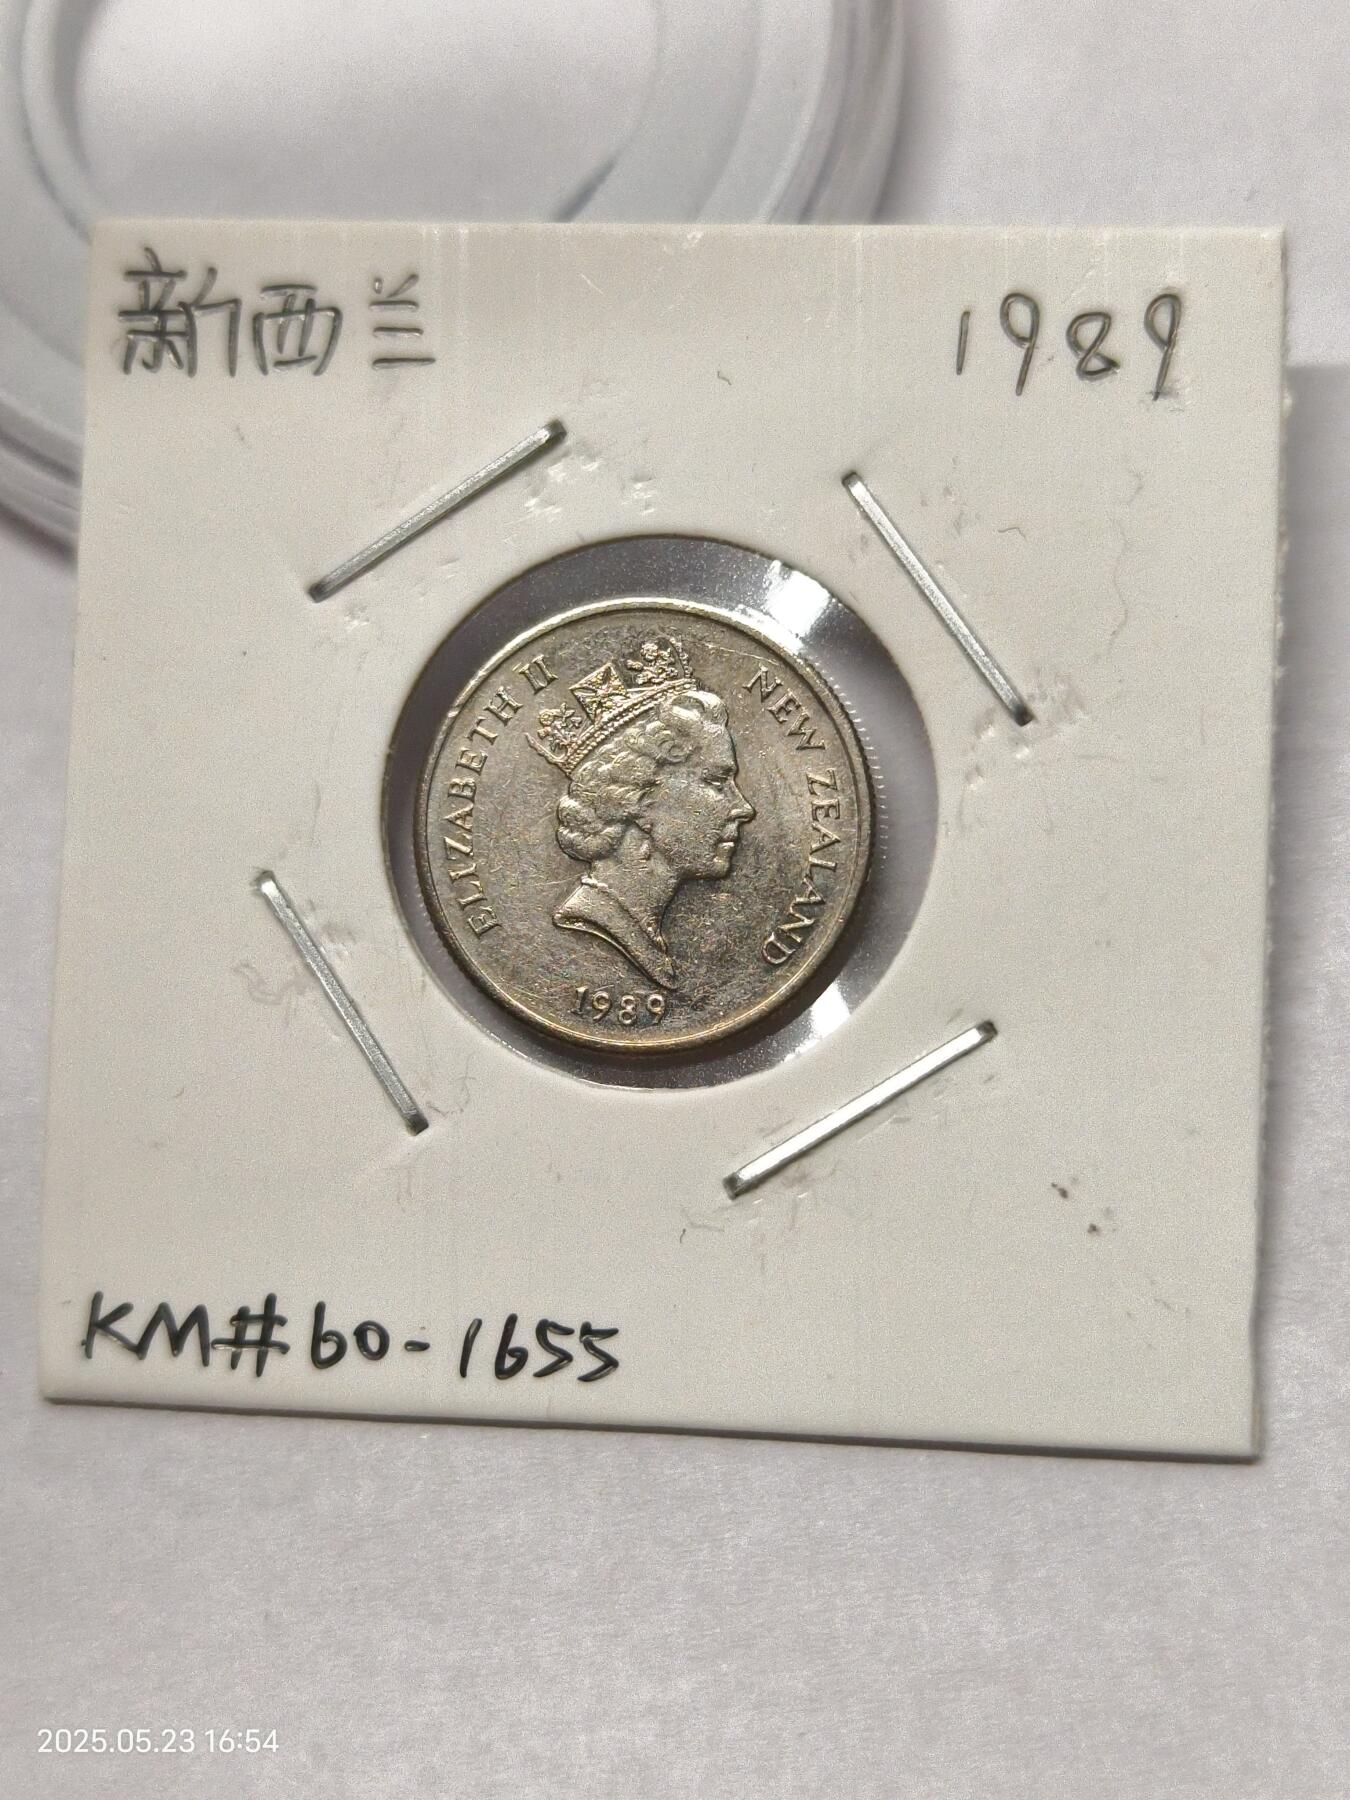 新西兰 1989
ELIZABETH II
NEW ZEALAND
1989
KM#60-1655
2025.05.23 16:54